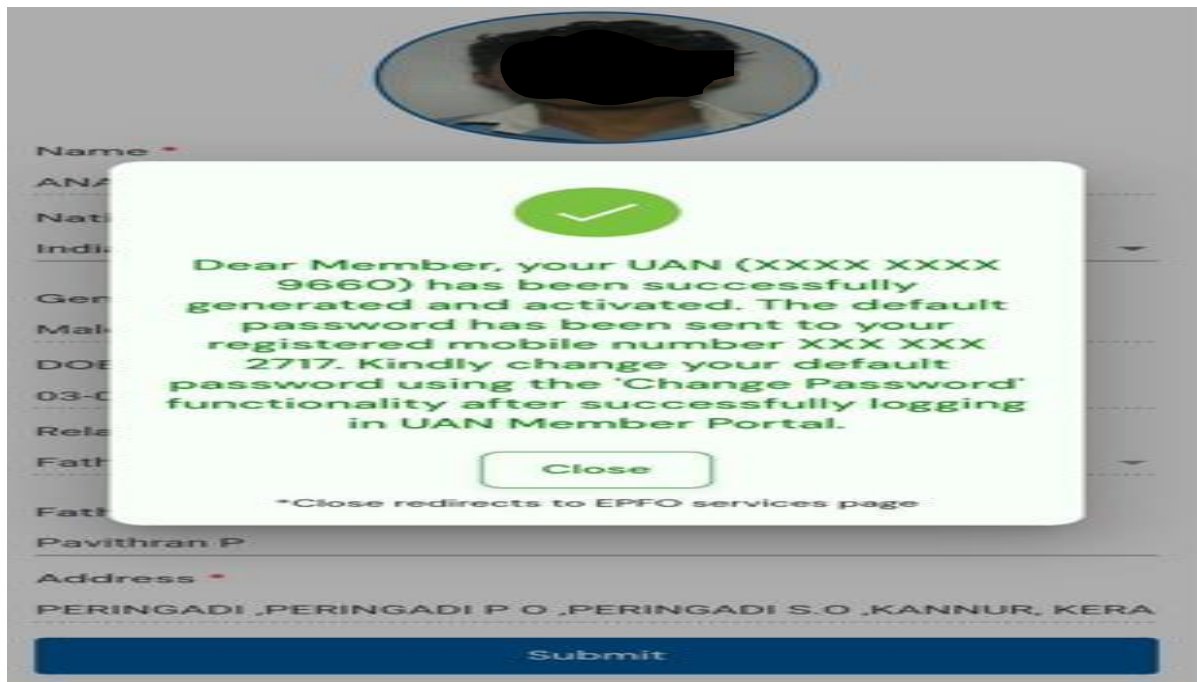 Name *
ANA
Nati
India
Gen
Mal
DOB
03-0
Rela
Fath
Dear Member, your UAN (XXXX XXXX
9660) has been successfully
generated and activated. The default
password has been sent to your
registered mobile number XXX XXX
2717. Kindly change your default
password using the 'Change Password'
functionality after successfully logging
in UAN Member Portal.
Close
*Close redirects to EPFO services page
Fath
Pavithran P
Address *
PERINGADI ,PERINGADI P O ,PERINGADI S.O ,KANNUR, KERA
Submit